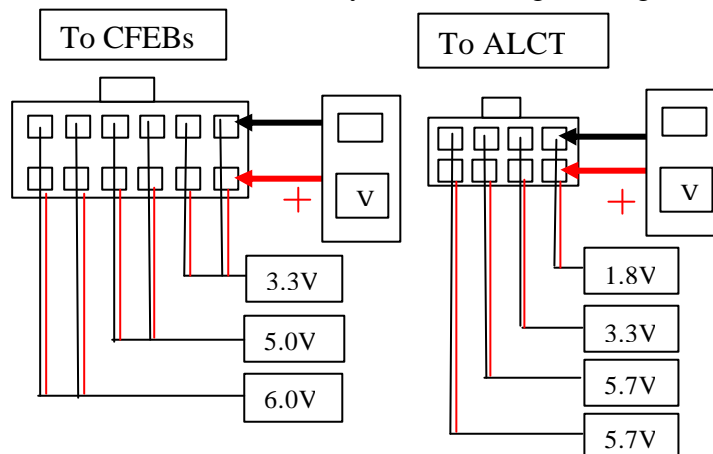 To CFEBs
To ALCT
V
+
V
+
3.3V
5.0V
6.0V
1.8V
3.3V
5.7V
5.7V